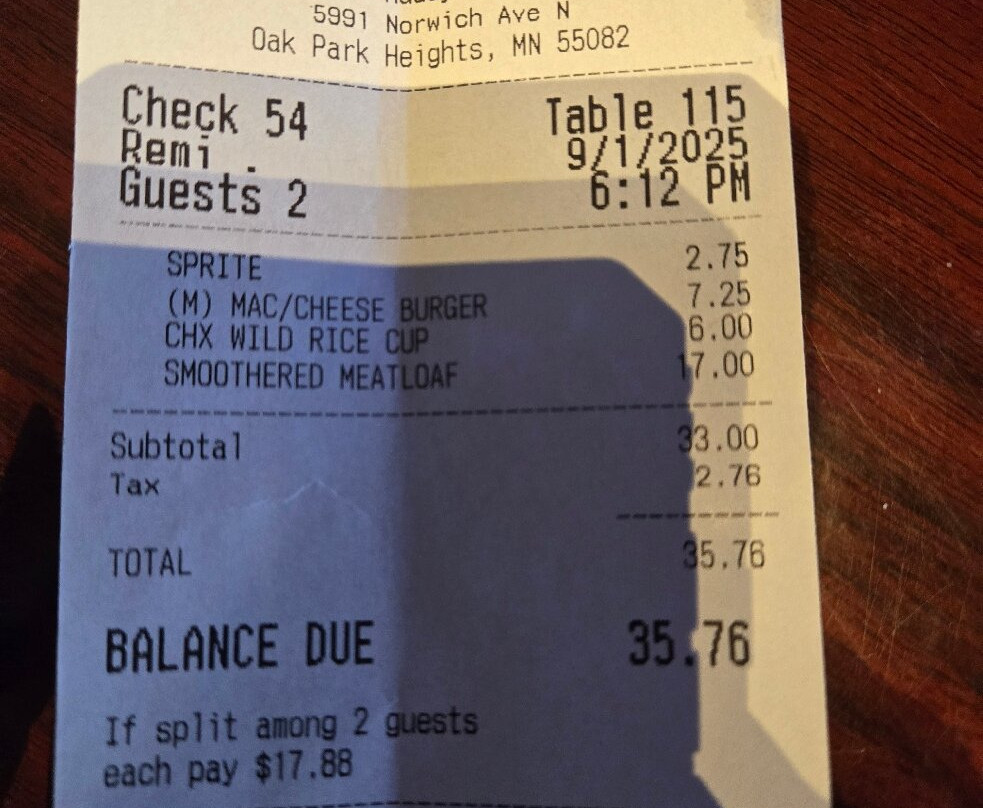 5991 Norwich Ave N
Oak Park Heights, MN 55082
Check 54 Table 115
Remi . 9/1/2025
Guests 2 6:12 PM
SPRITE 2.75
(M) MAC/CHEESE BURGER 7.25
CHX WILD RICE CUP 6.00
SMOOTHERED MEATLOAF 17.00
Subtotal 33.00
Tax 2.76
TOTAL 35.76
BALANCE DUE 35.76
If split among 2 guests
each pay $17.88